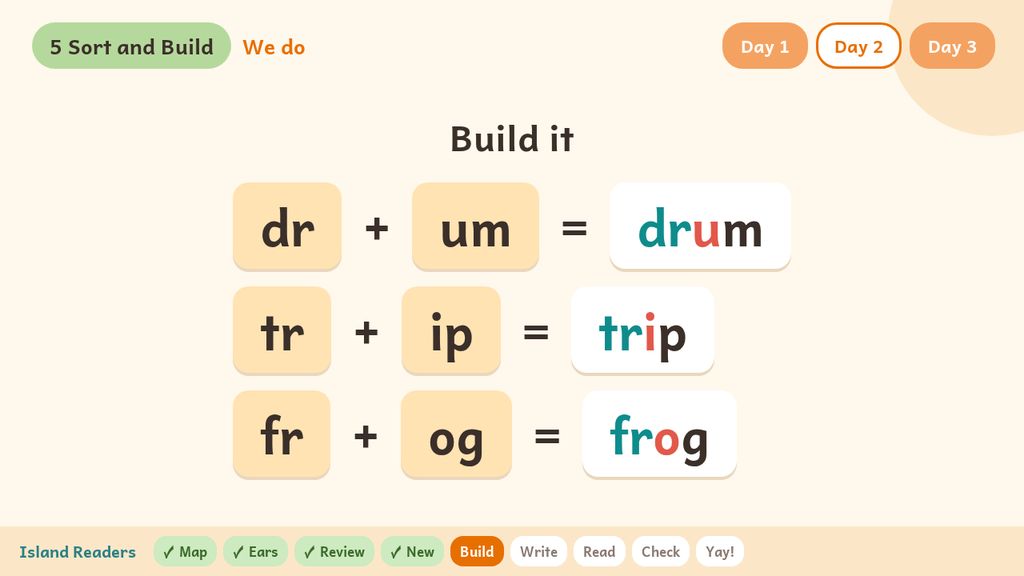 5 Sort and Build We do Day 1 Day 2 Day 3
Build it
dr + um = drum
tr + ip = trip
fr + og = frog
Island Readers ✓ Map ✓ Ears ✓ Review ✓ New Build Write Read Check Yay!